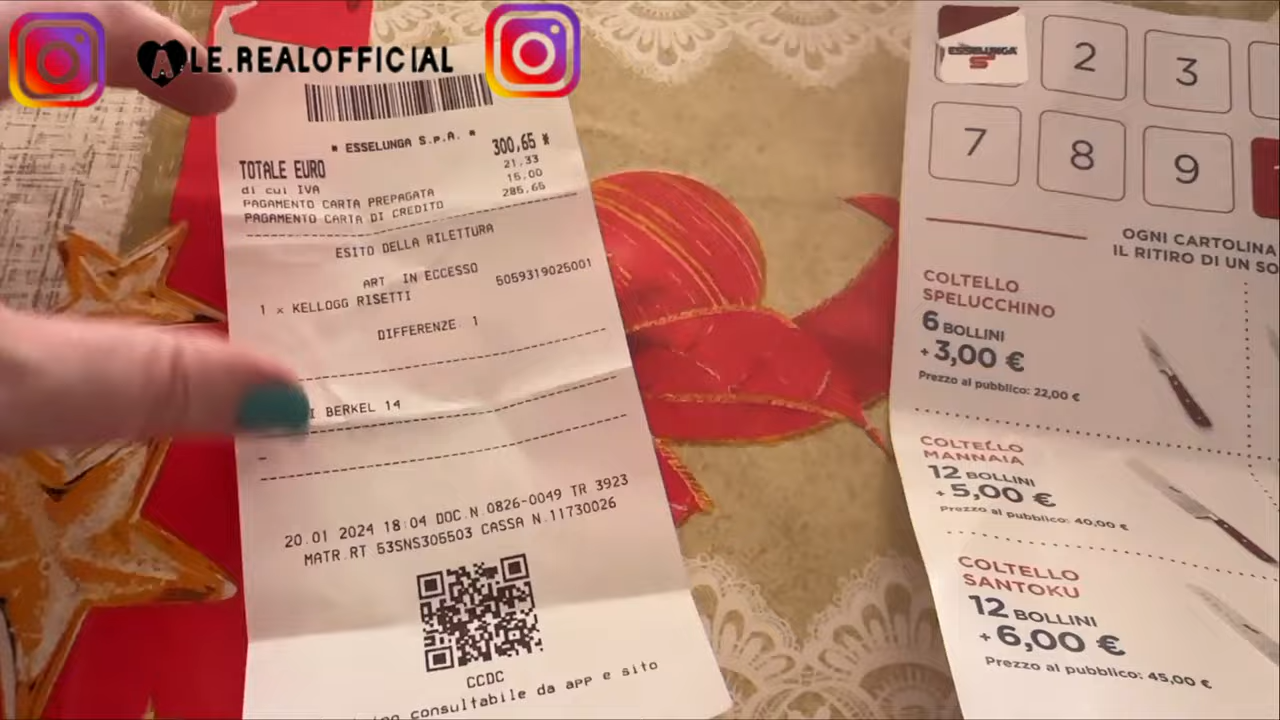 ALE.REALOFFICIAL
* ESSELUNGA S.p.A. *
TOTALE EURO 300,65 *
di cui IVA 21.33
PAGAMENTO CARTA PREPAGATA 15.00
PAGAMENTO CARTA DI CREDITO 285.65
ESITO DELLA RILETTURA
ART IN ECCESSO
1 x KELLOGG RISETTI 5059319025001
DIFFERENZE 1
I BERKEL 14
20.01 2024 18:04 DOC.N.0826-0049 TR 3923
MATR.RT 53SNS305503 CASSA N.11730026
CCDC
consultabile da app e sito
ESSELUNGA
2
3
7
8
9
OGNI CARTOLINA
IL RITIRO DI UN SO
COLTELLO
SPELUCCHINO
6 BOLLINI
+ 3,00 €
Prezzo al pubblico: 22,00 €
COLTELLO
MANNAIA
12 BOLLINI
+ 5,00 €
Prezzo al pubblico: 40,00 €
COLTELLO
SANTOKU
12 BOLLINI
+ 6,00 €
Prezzo al pubblico: 45,00 €